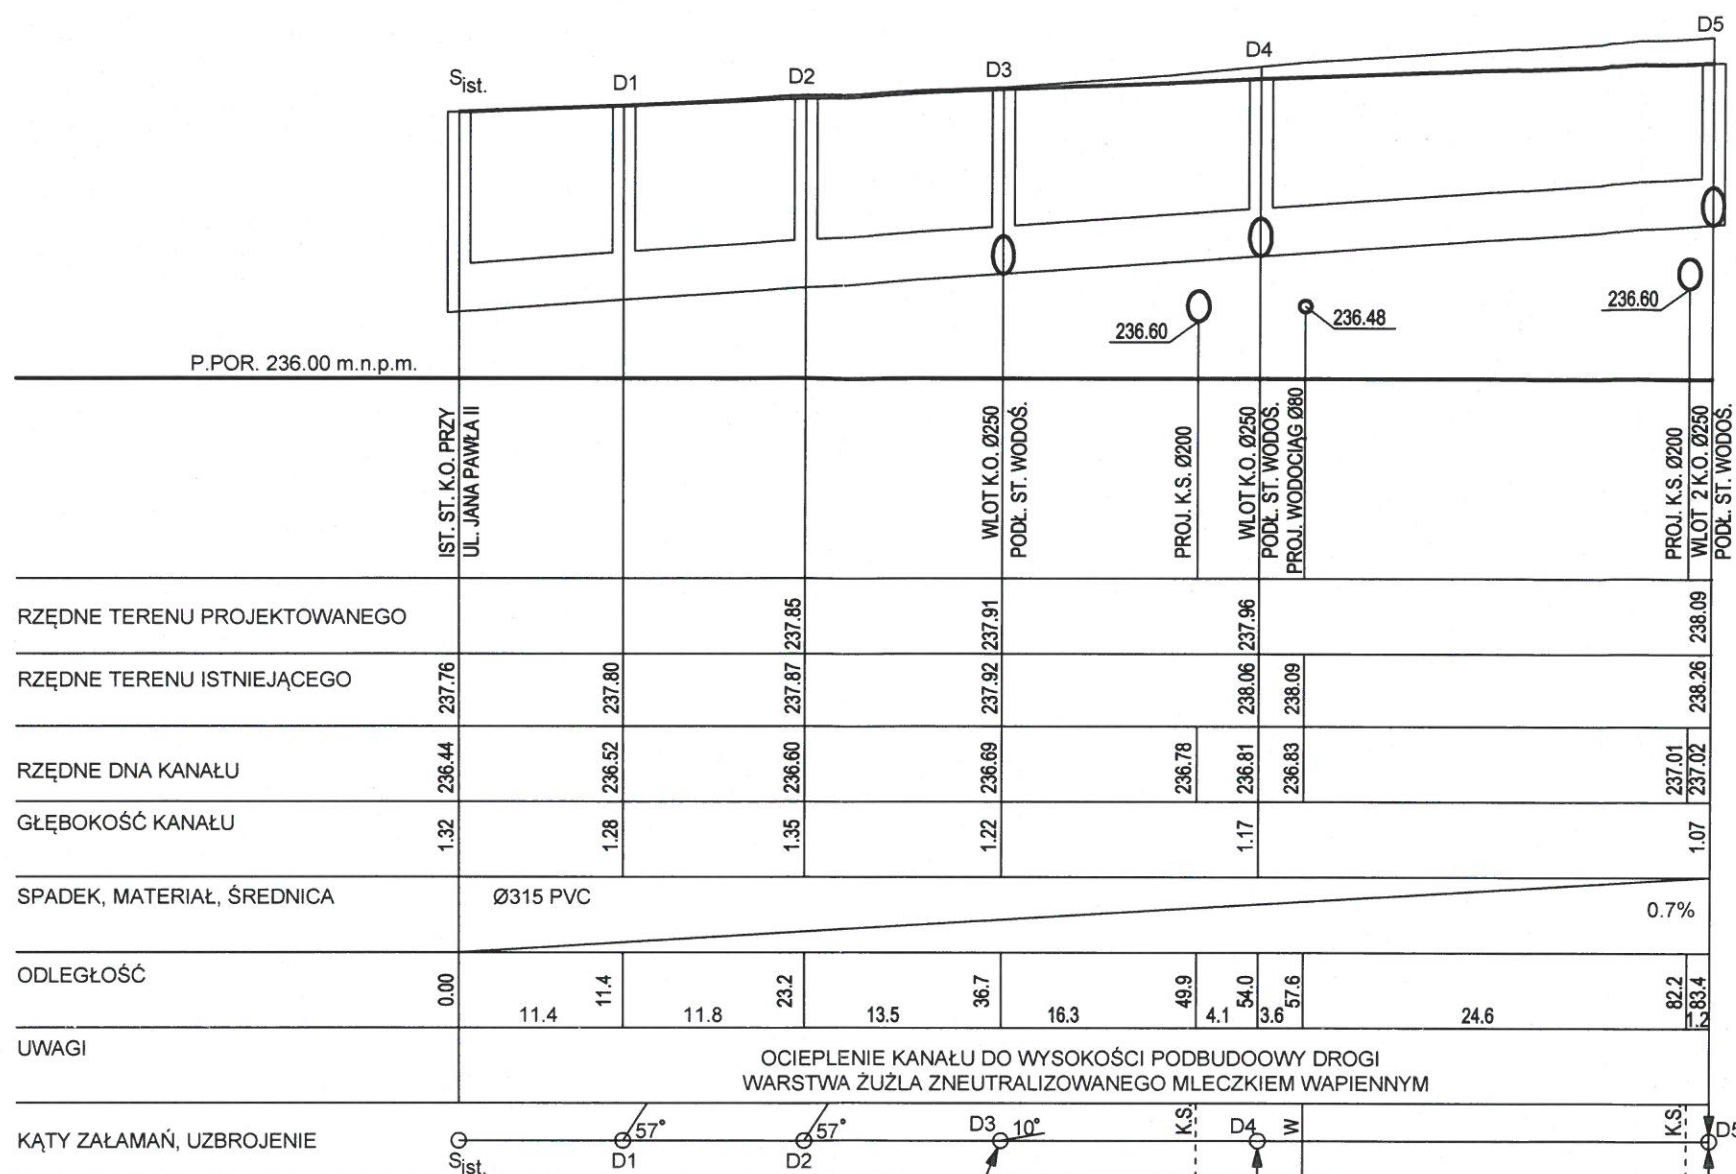 Sist.
D1
D2
D3
D4
D5
236.60
236.48
236.60
P.POR. 236.00 m.n.p.m.
IST. ST. K.O. PRZY
UL. JANA PAWŁA II
WLOT K.O. Ø250
PODŁ. ST. WODOŚ.
PROJ. K.S. Ø200
WLOT K.O. Ø250
PODŁ. ST. WODOŚ.
PROJ. WODOCIĄG Ø80
PROJ. K.S. Ø200
WLOT 2 K.O. Ø250
PODŁ. ST. WODOŚ.
RZĘDNE TERENU PROJEKTOWANEGO
237.85 237.91 237.96 238.09
RZĘDNE TERENU ISTNIEJĄCEGO
237.76 237.80 237.87 237.92 238.06 238.09 238.26
RZĘDNE DNA KANAŁU
236.44 236.52 236.60 236.69 236.78 236.81 236.83 237.01 237.02
GŁĘBOKOŚĆ KANAŁU
1.32 1.28 1.35 1.22 1.17 1.07
SPADEK, MATERIAŁ, ŚREDNICA
Ø315 PVC
0.7%
ODLEGŁOŚĆ
0.00 11.4 23.2 36.7 49.9 54.0 57.6 82.2 83.4
11.4 11.8 13.5 16.3 4.1 3.6 24.6 1.2
UWAGI
OCIEPLENIE KANAŁU DO WYSOKOŚCI PODBUDOOWY DROGI
WARSTWA ŻUŻLA ZNEUTRALIZOWANEGO MLECZKIEM WAPIENNYM
KĄTY ZAŁAMAŃ, UZBROJENIE
57° 57° D3 10° K.S. D4 W K.S. D5
Sist. D1 D2